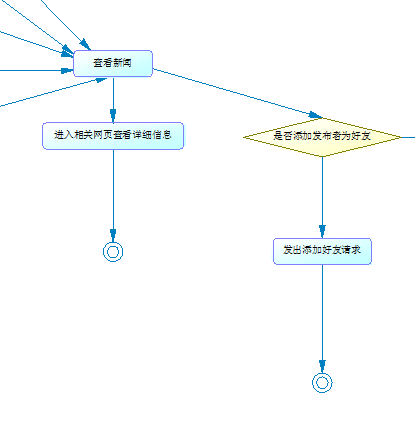 查看新闻
进入相关网页查看详细信息
是否添加发布者为好友
发出添加好友请求